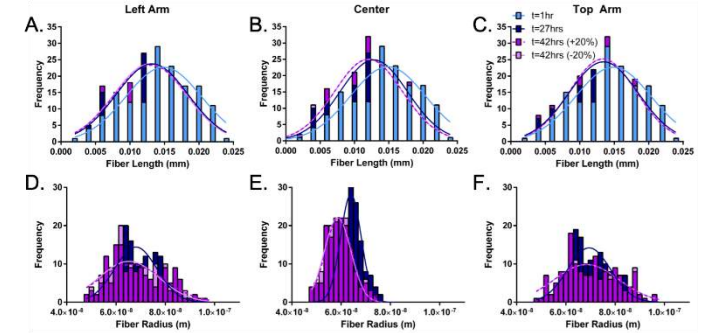 Left Arm
Center
Top Arm
A.
B.
C.
t=1hr
t=27hrs
t=42hrs (+20%)
t=42hrs (-20%)
Frequency
35
30
25
20
15
10
5
0
0.000 0.005 0.010 0.015 0.020 0.025
Fiber Length (mm)
Frequency
35
30
25
20
15
10
5
0
0.000 0.005 0.010 0.015 0.020 0.025
Fiber Length (mm)
Frequency
35
30
25
20
15
10
5
0
0.000 0.005 0.010 0.015 0.020 0.025
Fiber Length (mm)
D.
E.
F.
Frequency
30
20
10
0
4.0×10⁻⁸ 6.0×10⁻⁸ 8.0×10⁻⁸ 1.0×10⁻⁷
Fiber Radius (m)
Frequency
30
20
10
0
4.0×10⁻⁸ 6.0×10⁻⁸ 8.0×10⁻⁸ 1.0×10⁻⁷
Fiber Radius (m)
Frequency
30
20
10
0
4.0×10⁻⁸ 6.0×10⁻⁸ 8.0×10⁻⁸ 1.0×10⁻⁷
Fiber Radius (m)